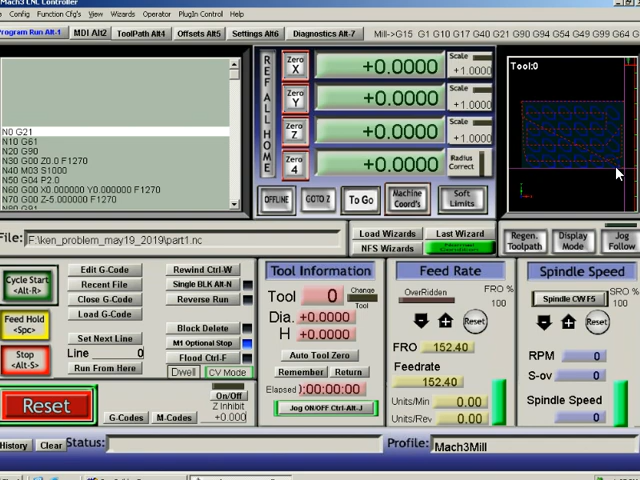 Mach3 CNC Controller
Config Function Cfg's View Wizards Operator PlugIn Control Help
Program Run Alt-1 MDI Alt2 ToolPath Alt4 Offsets Alt5 Settings Alt6 Diagnostics Alt-7 Mill->G15 G1 G10 G17 G40 G21 G90 G94 G54 G49 G99 G64
N0 G21
N10 G61
N20 G90
N30 G00 Z0.0 F1270
N40 M03 S1000
N50 G04 P2.0
N60 G00 X0.000000 Y0.000000 F1270
N70 G00 Z-5.000000 F1270
N80 G91
REF ALL HOME
Zero X +0.0000 Scale +1.0000
Zero Y +0.0000 Scale +1.0000
Zero Z +0.0000 Scale +1.0000
Zero 4 +0.0000 Radius Correct
OFFLINE GOTO Z To Go Machine Coord's Soft Limits
Tool:0
File: F:\ken_problem_may19_2019\part1.nc
Load Wizards Last Wizard
NFS Wizards
Regen. Toolpath Display Mode Jog Follow
Cycle Start <Alt-R>
Feed Hold <Spc>
Stop <Alt-S>
Edit G-Code
Recent File
Close G-Code
Load G-Code
Set Next Line
Line 0
Run From Here
Rewind Ctrl-W
Single BLK Alt-N
Reverse Run
Block Delete
M1 Optional Stop
Flood Ctrl-F
Dwell CV Mode
Reset
G-Codes M-Codes
On/Off
Z Inhibit
+0.000
Tool Information
Tool 0 Change Tool
Dia. +0.0000
H +0.0000
Auto Tool Zero
Remember Return
Elapsed 00:00:00
Jog ON/OFF Ctrl-Alt-J
Feed Rate
OverRidden FRO % 100
Reset
FRO 152.40
Feedrate
152.40
Units/Min 0.00
Units/Rev 0.00
Spindle Speed
Spindle CW F5 SRO % 100
Reset
RPM 0
S-ov 0
Spindle Speed
0
History Clear Status: Profile: Mach3Mill